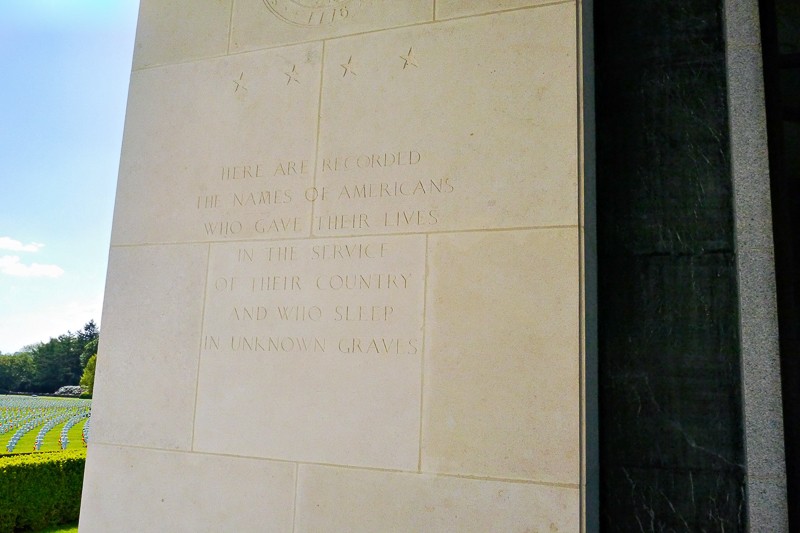 1775
HERE ARE RECORDED
THE NAMES OF AMERICANS
WHO GAVE THEIR LIVES
IN THE SERVICE
OF THEIR COUNTRY
AND WHO SLEEP
IN UNKNOWN GRAVES